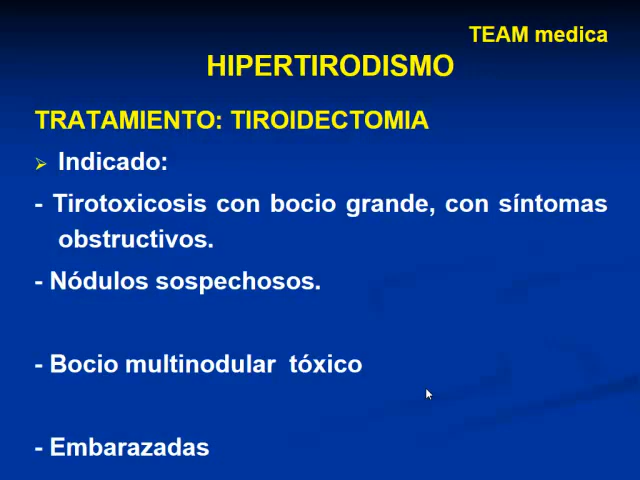 TEAM medica
HIPERTIRODISMO
TRATAMIENTO: TIROIDECTOMIA
➢ Indicado:
- Tirotoxicosis con bocio grande, con síntomas
obstructivos.
- Nódulos sospechosos.
- Bocio multinodular tóxico
- Embarazadas